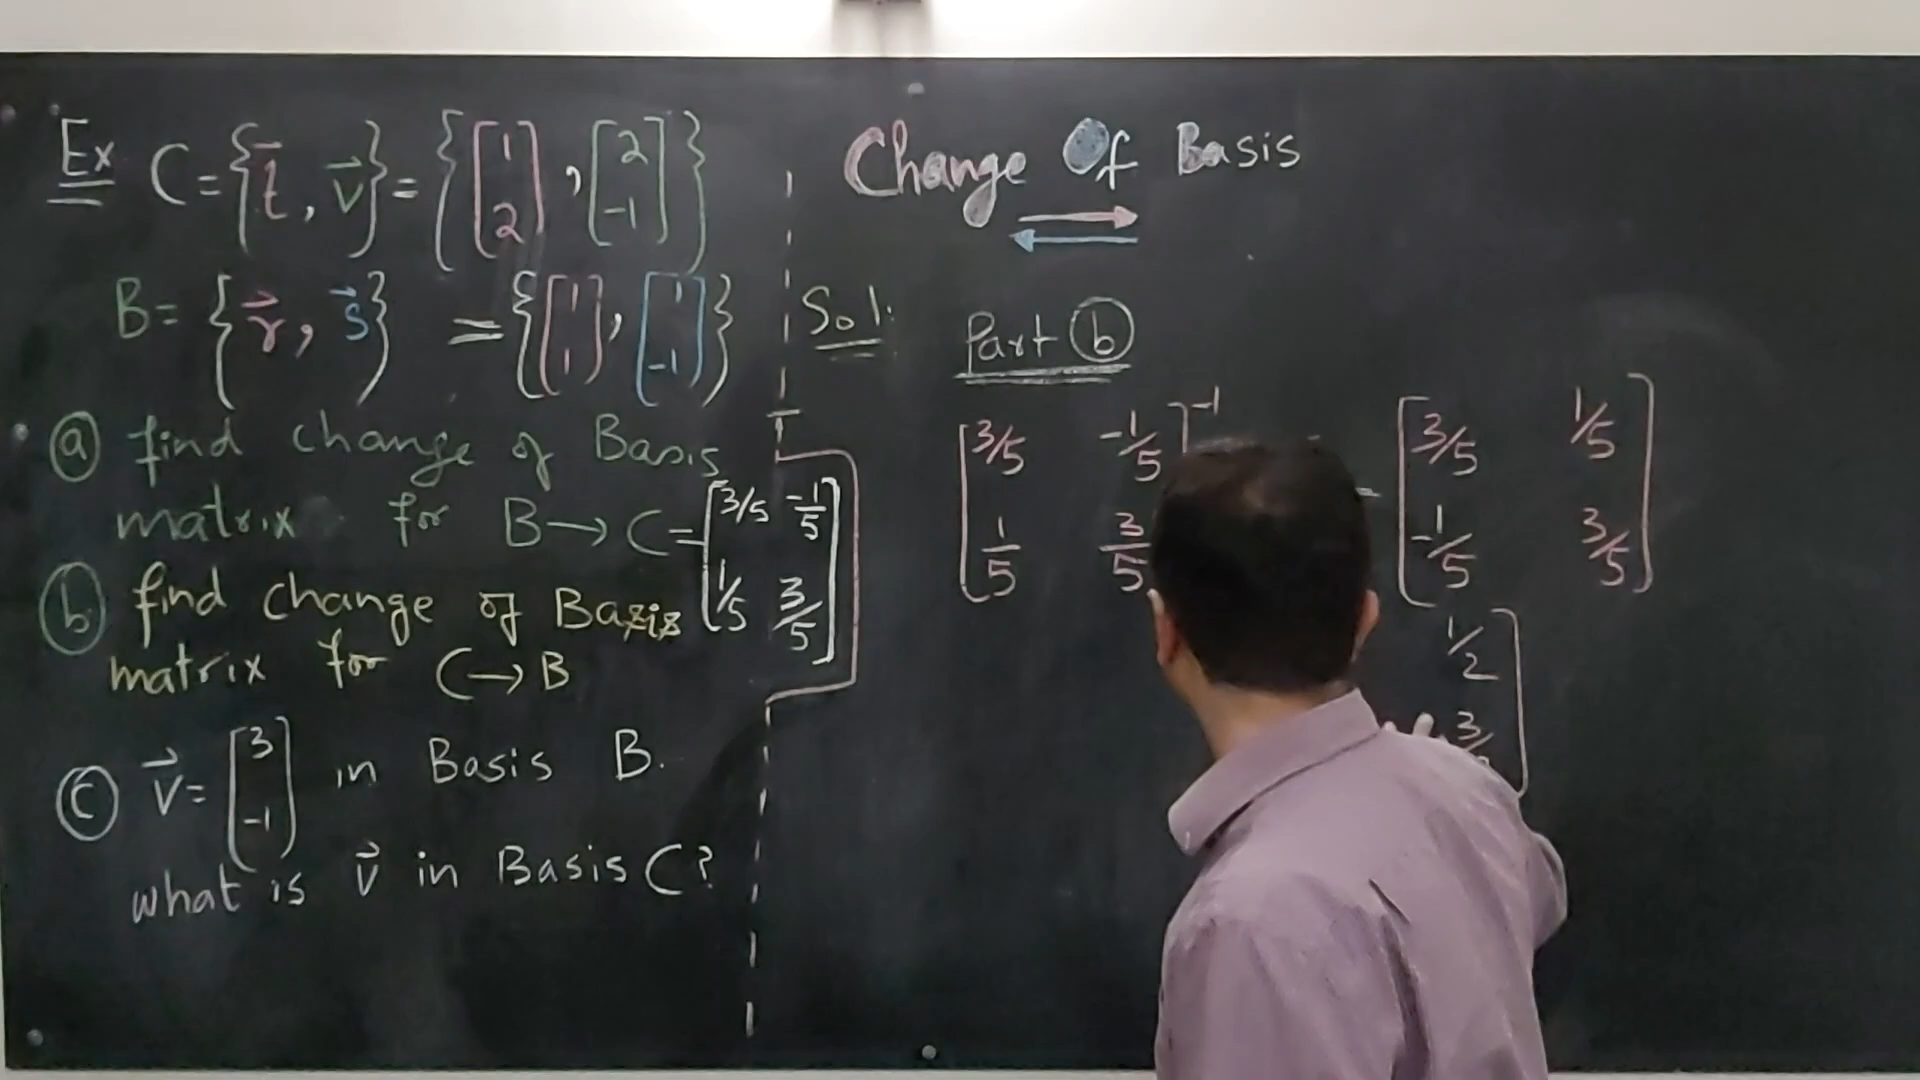 Ex C = {t⃗, v⃗} = {[1 2], [2 -1]}
B = {r⃗, s⃗} = {[1 1], [1 -1]}
ⓐ find change of Basis
matrix for B → C = [3/5 -1/5
1/5 3/5]
ⓑ find change of Basis
matrix for C → B
ⓒ v⃗ = [3 -1] in Basis B.
what is v⃗ in Basis C?
Change Of Basis
Sol: Part ⓑ
[3/5 -1/5
1/5 3/5]⁻¹
[3/5 1/5
-1/5 3/5]
1/2]
3/